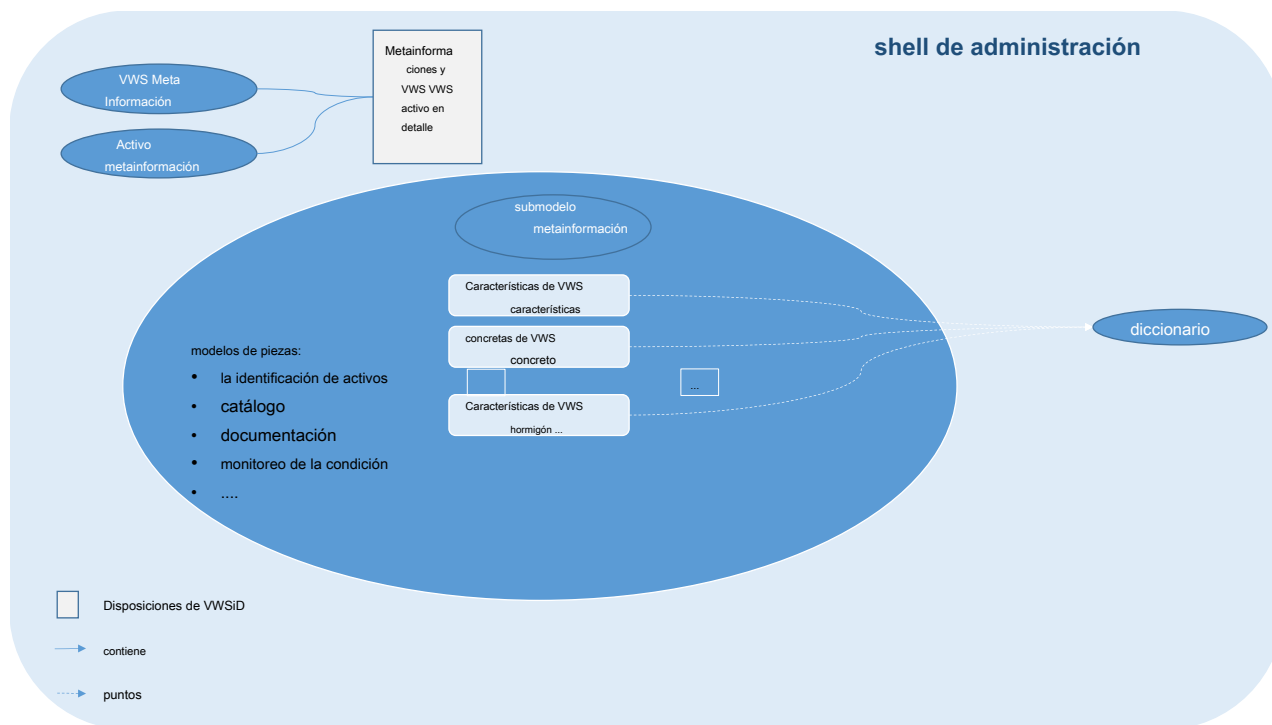 shell de administración
VWS Meta
Información
Metainforma
ciones y
VWS VWS
activo en
detalle
Activo
metainformación
submodelo
metainformación
Características de VWS
características
concretas de VWS
concreto
...
Características de VWS
hormigón ...
diccionario
modelos de piezas:
• la identificación de activos
• catálogo
• documentación
• monitoreo de la condición
• ....
Disposiciones de VWSiD
contiene
puntos